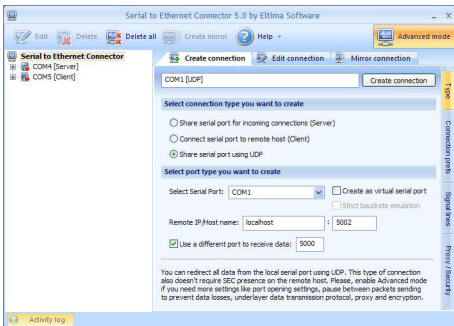 Serial to Ethernet Connector 5.0 by Eltima Software
Edit Delete Delete all Create mirror Help Advanced mode
Serial to Ethernet Connector
COM4 [Server]
COM5 [Client]
Create connection Edit connection Mirror connection
COM1 [UDP] Create connection
Select connection type you want to create
Share serial port for incoming connections (Server)
Connect serial port to remote host (Client)
Share serial port using UDP
Select port type you want to create
Select Serial Port: COM1 Create as virtual serial port
Strict baudrate emulation
Remote IP/Host name: localhost : 5002
Use a different port to receive data: 5000
You can redirect all data from the local serial port using UDP. This type of connection
also doesn't require SEC presence on the remote host. Please, enable Advanced mode
if you need more settings like port opening settings, pause between packets sending
to prevent data losses, underlayer data transmission protocol, proxy and encryption.
Type
Connection prefs
Signal lines
Proxy / Security
Activity log